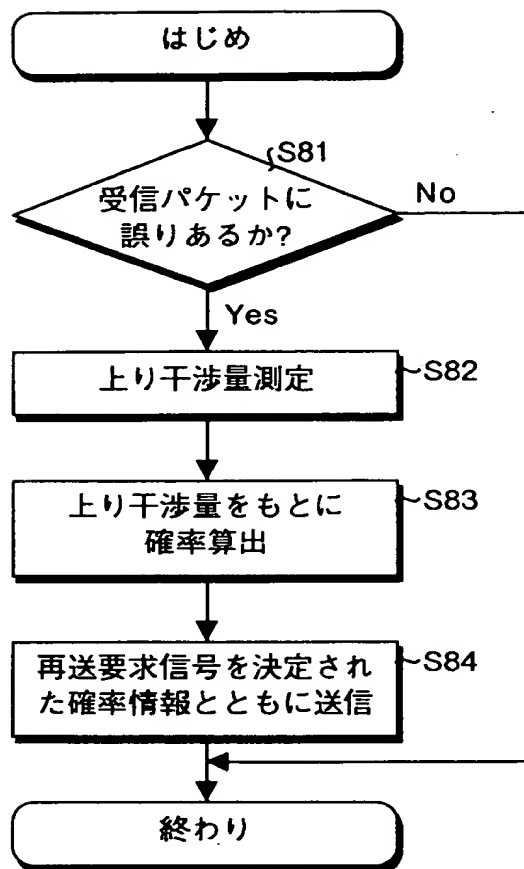 はじめ
S81
受信パケットに
誤りあるか?
No
Yes
上り干渉量測定
S82
上り干渉量をもとに
確率算出
S83
再送要求信号を決定され
た確率情報とともに送信
S84
終わり